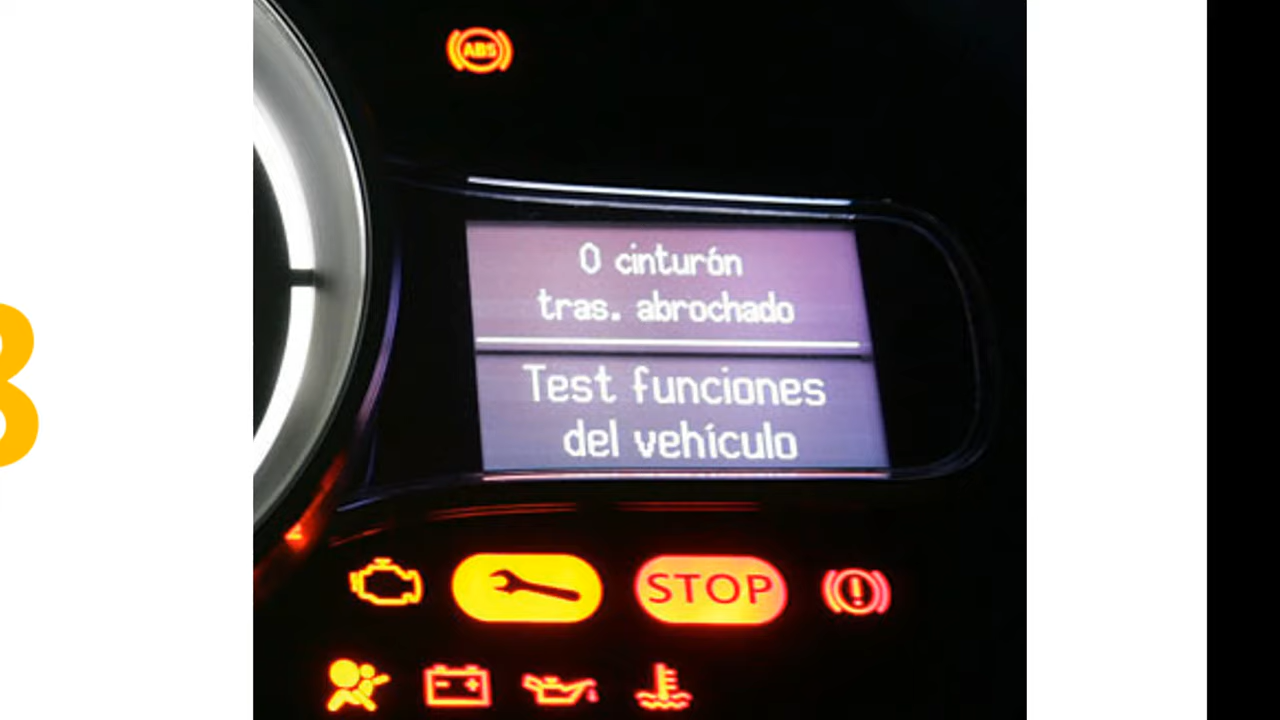 ABS
0 cinturón
tras. abrochado
Test funciones
del vehículo
STOP